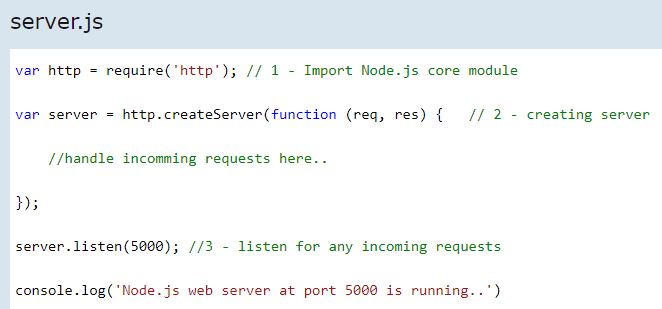 server.js
var http = require('http'); // 1 - Import Node.js core module
var server = http.createServer(function (req, res) {   // 2 - creating server
    //handle incomming requests here..
});
server.listen(5000); //3 - listen for any incoming requests
console.log('Node.js web server at port 5000 is running..')